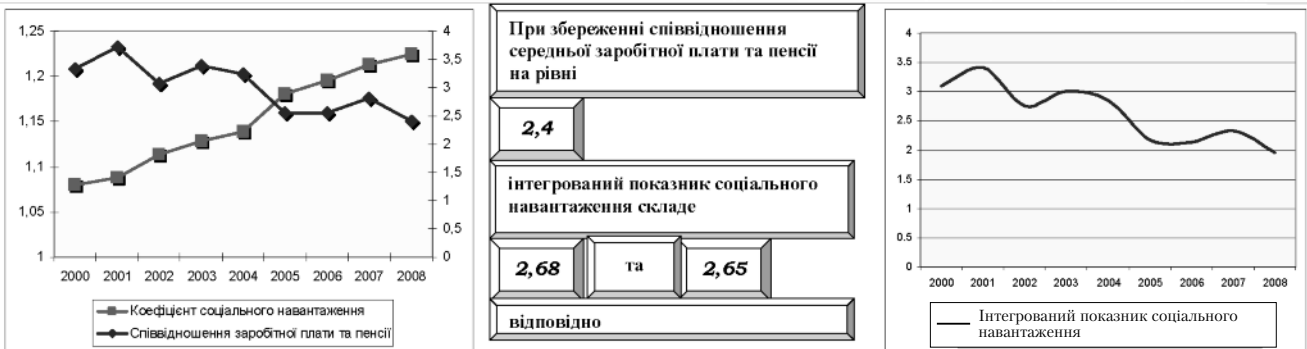 1,25
1,2
1,15
1,1
1,05
1
4
3,5
3
2,5
2
1,5
1
0,5
0
2000 2001 2002 2003 2004 2005 2006 2007 2008
Коефіцієнт соціального навантаження
Співвідношення заробітної плати та пенсії
При збереженні співвідношення
середньої заробітної плати та пенсії
на рівні
2,4
інтегрований показник соціального
навантаження складе
2,68 та 2,65
відповідно
4
3.5
3
2.5
2
1.5
1
0.5
0
2000 2001 2002 2003 2004 2005 2006 2007 2008
Інтегрований показник соціального
навантаження